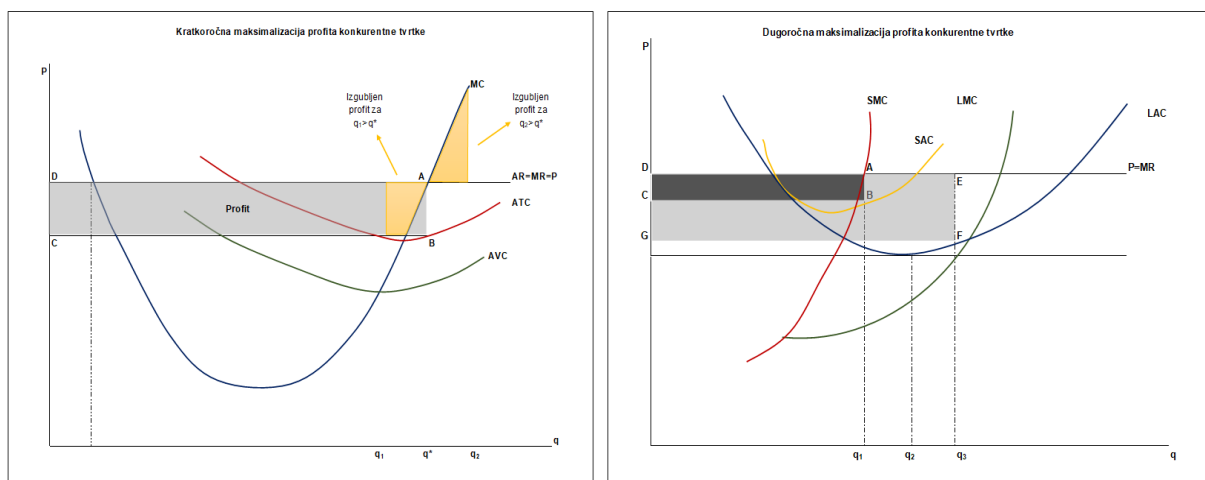 Kratkoročna maksimalizacija profita konkurentne tvrtke
P
MC
Izgubljen
profit za
q₁>q*
Izgubljen
profit za
q₂>q*
D
A
AR=MR=P
Profit
ATC
C
B
AVC
q₁
q*
q₂
q
Dugoročna maksimalizacija profita konkurentne tvrtke
P
SMC
LMC
LAC
SAC
D
A
E
P=MR
C
B
G
F
q₁
q₂
q₃
q